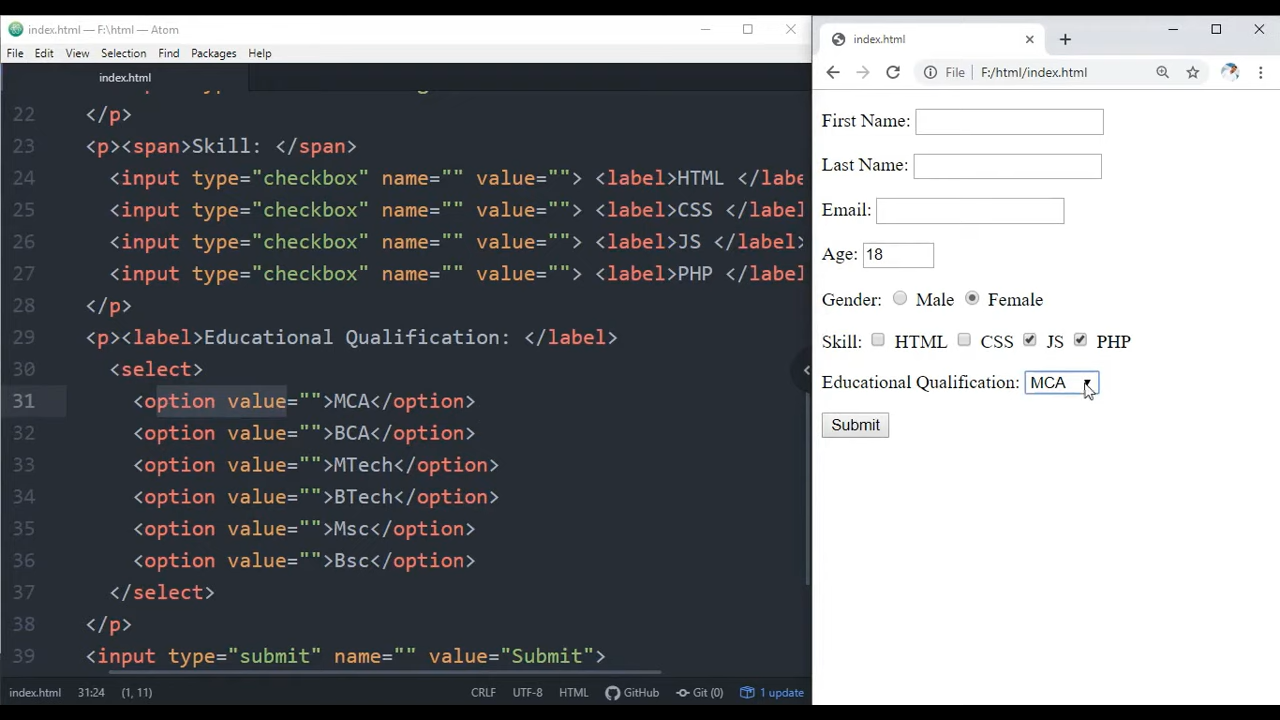 index.html — F:\html — Atom
File Edit View Selection Find Packages Help
index.html
22 </p>
23 <p><span>Skill: </span>
24 <input type="checkbox" name="" value=""> <label>HTML </labe
25 <input type="checkbox" name="" value=""> <label>CSS </label
26 <input type="checkbox" name="" value=""> <label>JS </label>
27 <input type="checkbox" name="" value=""> <label>PHP </label
28 </p>
29 <p><label>Educational Qualification: </label>
30 <select>
31 <option value="">MCA</option>
32 <option value="">BCA</option>
33 <option value="">MTech</option>
34 <option value="">BTech</option>
35 <option value="">Msc</option>
36 <option value="">Bsc</option>
37 </select>
38 </p>
39 <input type="submit" name="" value="Submit">
index.html 31:24 (1, 11) CRLF UTF-8 HTML GitHub Git (0) 1 update
index.html
File F:/html/index.html
First Name:
Last Name:
Email:
Age: 18
Gender: Male Female
Skill: HTML CSS JS PHP
Educational Qualification: MCA
Submit